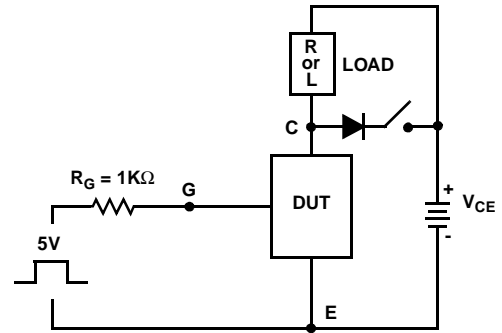 R
or
L
LOAD
C
R_G = 1KΩ
G
DUT
5V
+
V_CE
-
E